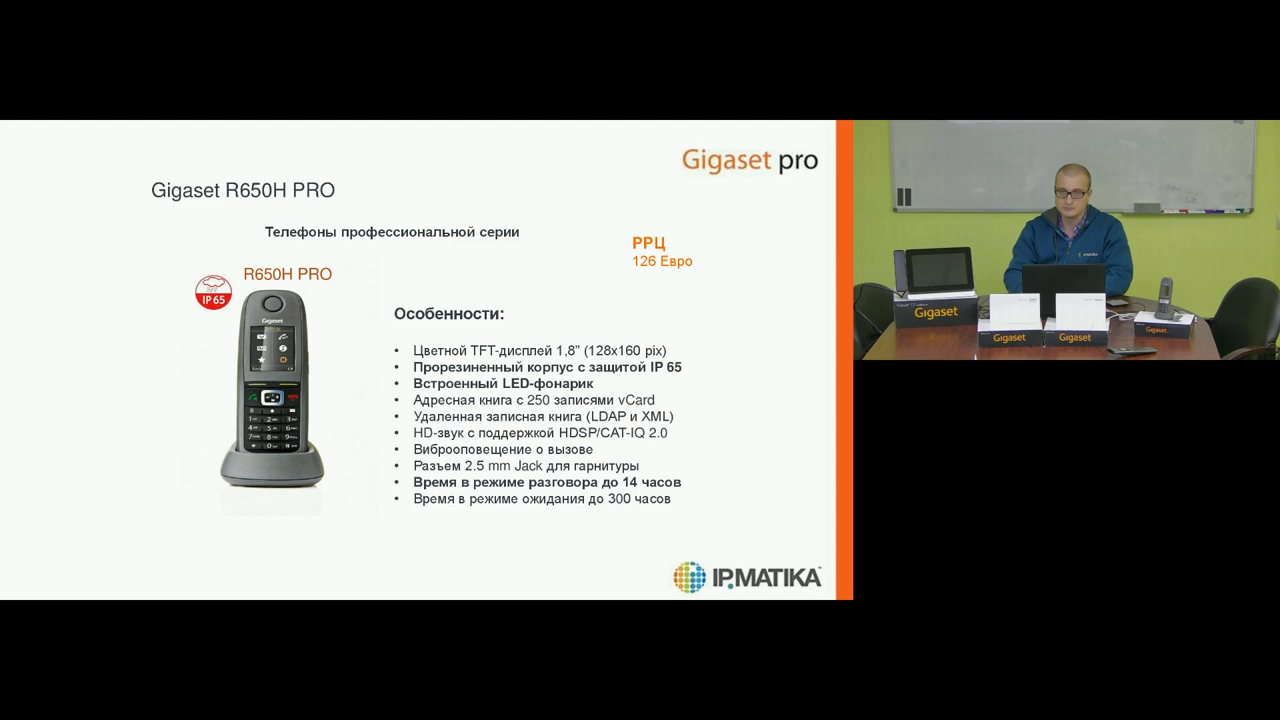 Gigaset pro
Gigaset R650H PRO
Телефоны профессиональной серии
РРЦ
126 Евро
R650H PRO
IP 65
Gigaset
Особенности:
• Цветной TFT-дисплей 1,8” (128x160 pix)
• Прорезиненный корпус с защитой IP 65
• Встроенный LED-фонарик
• Адресная книга с 250 записями vCard
• Удаленная записная книга (LDAP и XML)
• HD-звук с поддержкой HDSP/CAT-IQ 2.0
• Виброоповещение о вызове
• Разъем 2.5 mm Jack для гарнитуры
• Время в режиме разговора до 14 часов
• Время в режиме ожидания до 300 часов
IPMATIKA
Gigaset
Gigaset
Gigaset
Gigaset